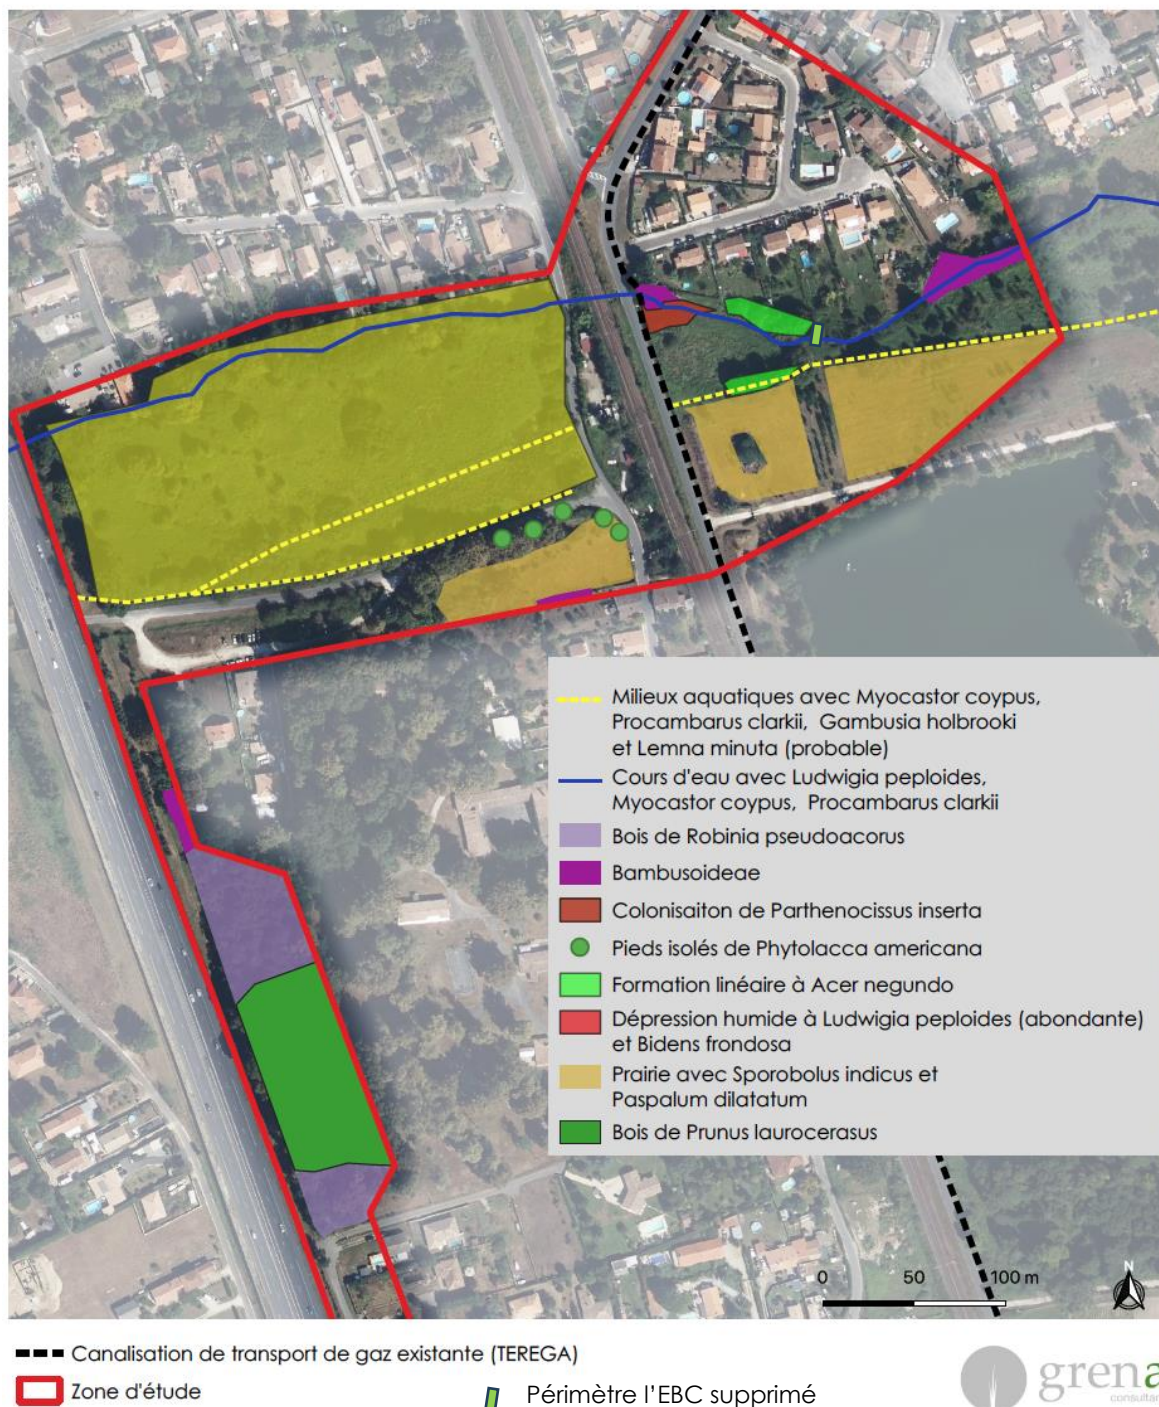 Milieux aquatiques avec Myocastor coypus,
Procambarus clarkii, Gambusia holbrooki
et Lemna minuta (probable)
Cours d'eau avec Ludwigia peploides,
Myocastor coypus, Procambarus clarkii
Bois de Robinia pseudoacorus
Bambusoideae
Colonisaiton de Parthenocissus inserta
Pieds isolés de Phytolacca americana
Formation linéaire à Acer negundo
Dépression humide à Ludwigia peploides (abondante)
et Bidens frondosa
Prairie avec Sporobolus indicus et
Paspalum dilatatum
Bois de Prunus laurocerasus
0 50 100 m
N
Canalisation de transport de gaz existante (TEREGA)
Zone d'étude
Périmètre l'EBC supprimé
grena
consultan